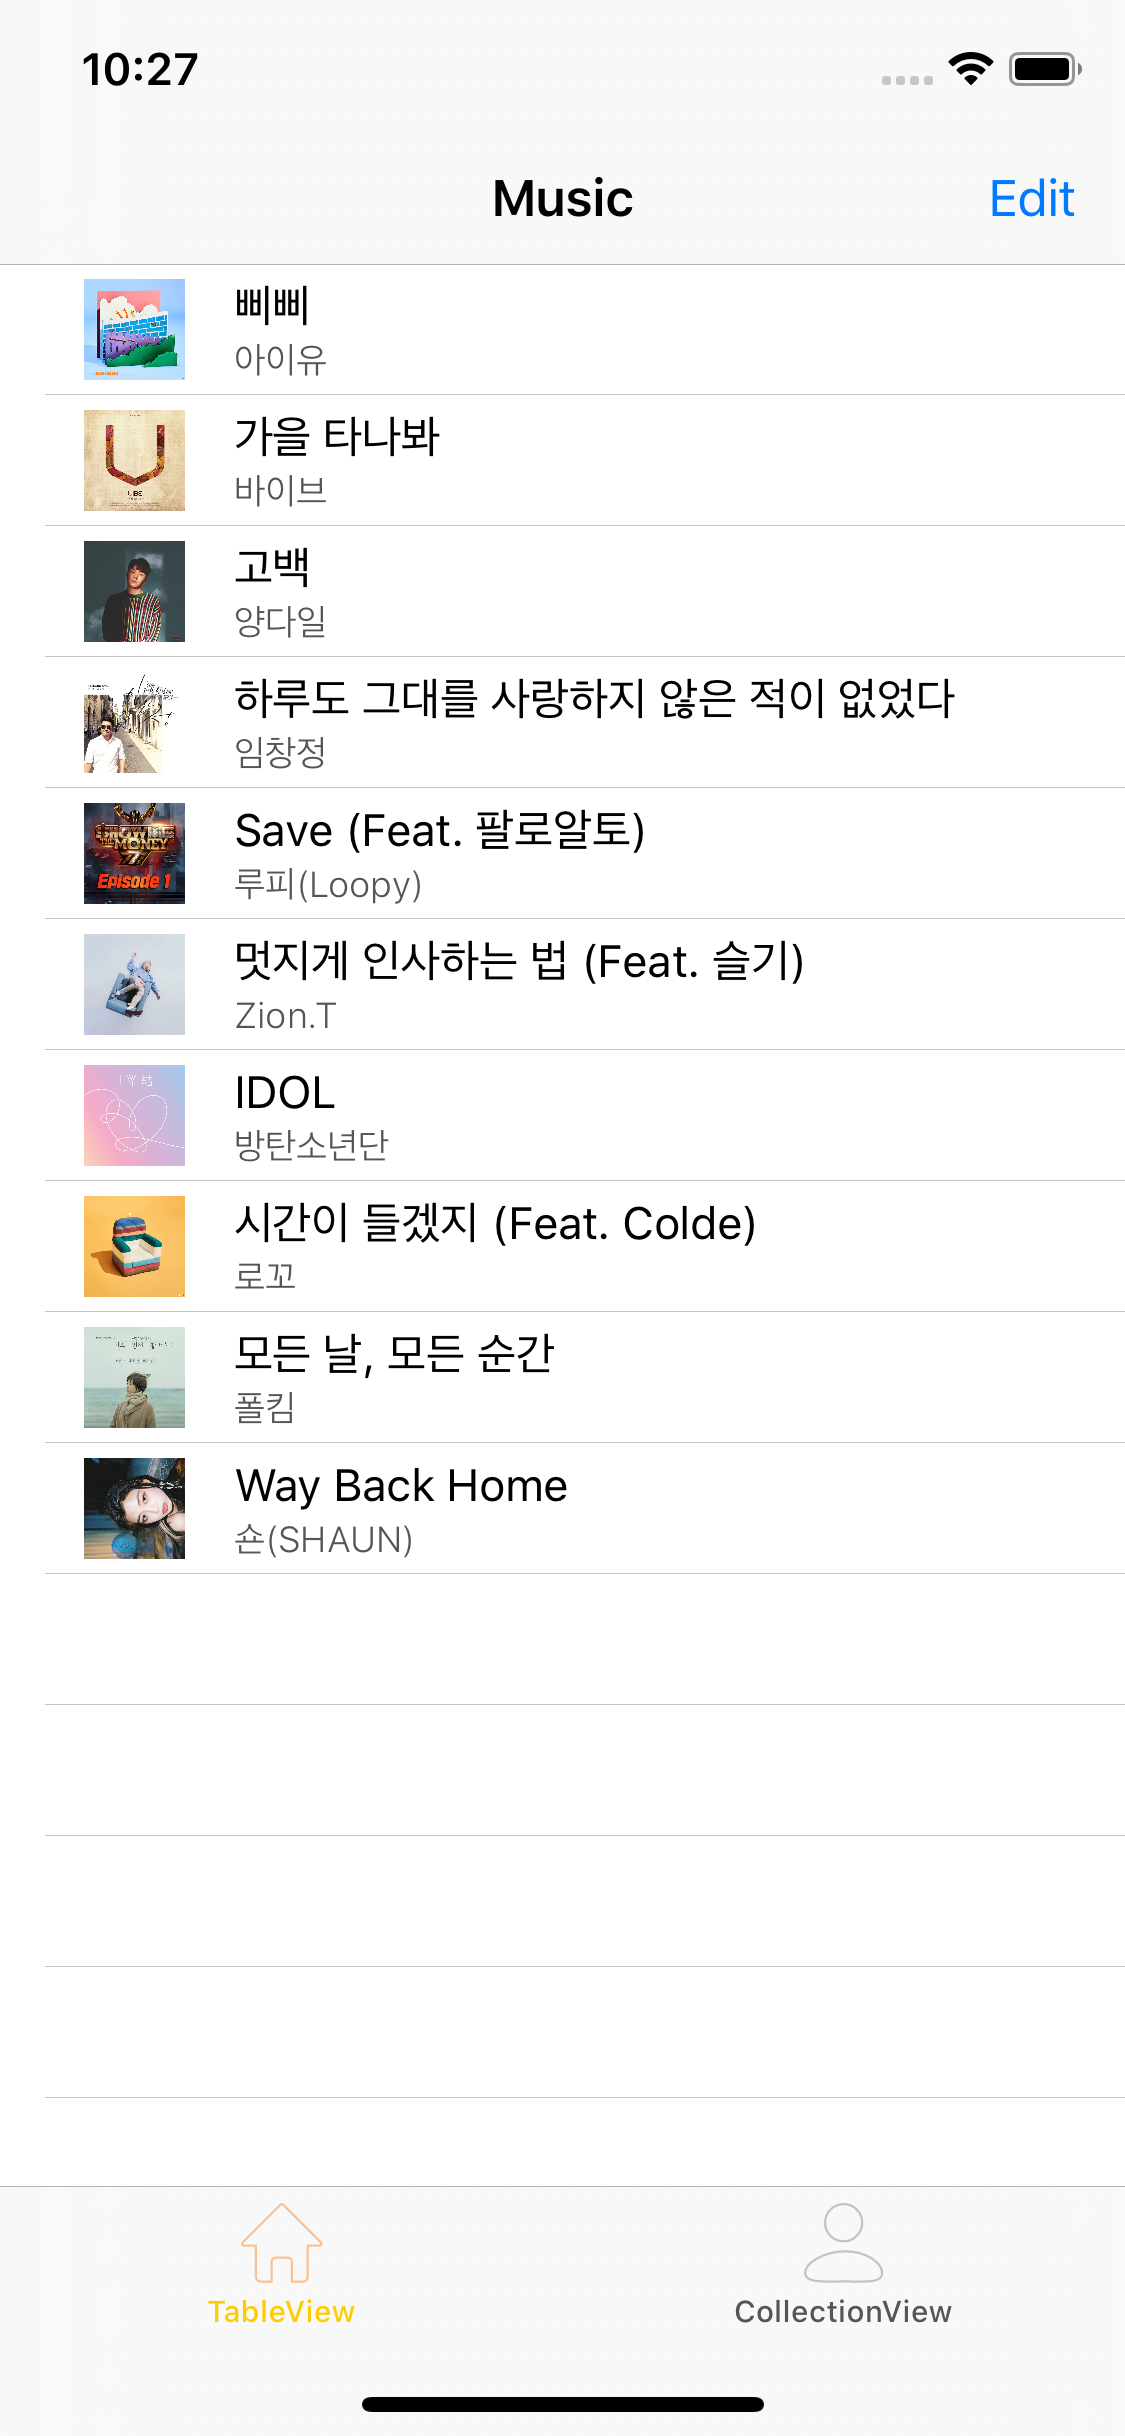 10:27
Music
Edit
삐삐
아이유
가을 타나봐
바이브
고백
양다일
하루도 그대를 사랑하지 않은 적이 없었다
임창정
Save (Feat. 팔로알토)
루피(Loopy)
Episode 1
멋지게 인사하는 법 (Feat. 슬기)
Zion.T
IDOL
방탄소년단
시간이 들겠지 (Feat. Colde)
로꼬
모든 날, 모든 순간
폴킴
Way Back Home
숀(SHAUN)
TableView
CollectionView